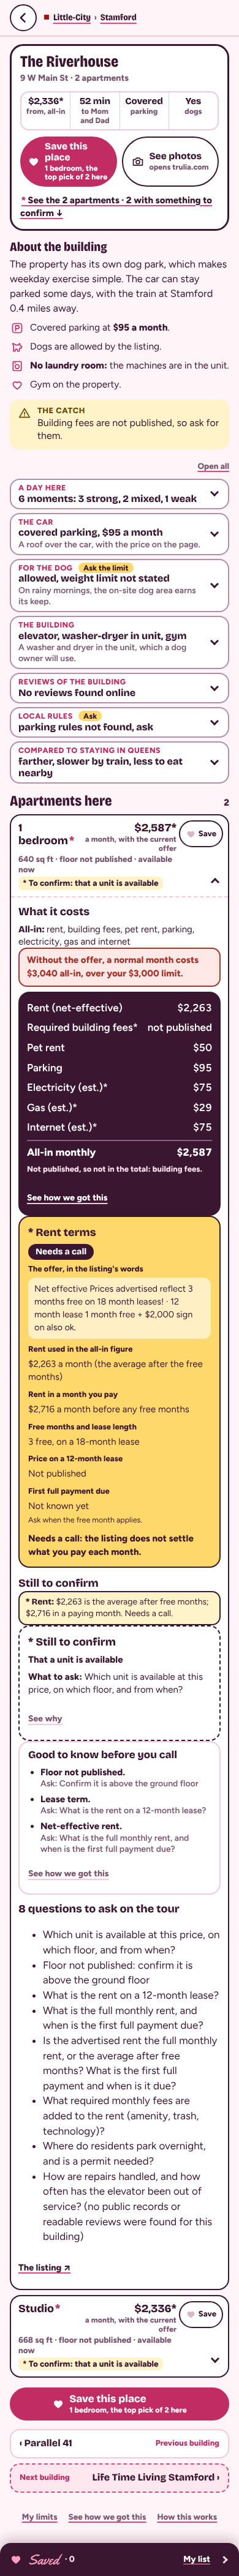 Little-City › Stamford
The Riverhouse
9 W Main St · 2 apartments
$2,336*
from, all-in
52 min
to Mom
and Dad
Covered
parking
Yes
dogs
Save this
place
1 bedroom, the
top pick of 2 here
See photos
opens trulia.com
* See the 2 apartments · 2 with something to
confirm ↓
About the building
The property has its own dog park, which makes
weekday exercise simple. The car can stay
parked some days, with the train at Stamford
0.4 miles away.
Covered parking at $95 a month.
Dogs are allowed by the listing.
No laundry room: the machines are in the unit.
Gym on the property.
THE CATCH
Building fees are not published, so ask for
them.
Open all
A DAY HERE
6 moments: 3 strong, 2 mixed, 1 weak
THE CAR
covered parking, $95 a month
A roof over the car, with the price on the page.
FOR THE DOG Ask the limit
allowed, weight limit not stated
On rainy mornings, the on-site dog area earns
its keep.
THE BUILDING
elevator, washer-dryer in unit, gym
A washer and dryer in the unit, which a dog
owner will use.
REVIEWS OF THE BUILDING
No reviews found online
LOCAL RULES Ask
parking rules not found, ask
COMPARED TO STAYING IN QUEENS
farther, slower by train, less to eat
nearby
Apartments here 2
1
bedroom*
$2,587*
a month, with the current
offer
Save
640 sq ft · floor not published · available
now
* To confirm: that a unit is available
What it costs
All-in: rent, building fees, pet rent, parking,
electricity, gas and internet
Without the offer, a normal month costs
$3,040 all-in, over your $3,000 limit.
Rent (net-effective) $2,263
Required building fees* not published
Pet rent $50
Parking $95
Electricity (est.)* $75
Gas (est.)* $29
Internet (est.)* $75
All-in monthly $2,587
Not published, so not in the total: building fees.
See how we got this
* Rent terms
Needs a call
The offer, in the listing's words
Net effective Prices advertised reflect 3
months free on 18 month leases! · 12
month lease 1 month free + $2,000 sign
on also ok.
Rent used in the all-in figure
$2,263 a month (the average after the free
months)
Rent in a month you pay
$2,716 a month before any free months
Free months and lease length
3 free, on a 18-month lease
Price on a 12-month lease
Not published
First full payment due
Not known yet
Ask when the free month applies.
Needs a call: the listing does not settle
what you pay each month.
Still to confirm
* Rent: $2,263 is the average after free months;
$2,716 in a paying month. Needs a call.
* Still to confirm
That a unit is available
What to ask: Which unit is available at this
price, on which floor, and from when?
See why
Good to know before you call
• Floor not published.
Ask: Confirm it is above the ground floor
• Lease term.
Ask: What is the rent on a 12-month lease?
• Net-effective rent.
Ask: What is the full monthly rent, and
when is the first full payment due?
See how we got this
8 questions to ask on the tour
• Which unit is available at this price, on
which floor, and from when?
• Floor not published: confirm it is
above the ground floor
• What is the rent on a 12-month lease?
• What is the full monthly rent, and
when is the first full payment due?
• Is the advertised rent the full monthly
rent, or the average after free
months? What is the first full
payment and when is it due?
• What required monthly fees are
added to the rent (amenity, trash,
technology)?
• Where do residents park overnight,
and is a permit needed?
• How are repairs handled, and how
often has the elevator been out of
service? (no public records or
readable reviews were found for this
building)
The listing ↗
Studio*
$2,336*
a month, with the current
offer
Save
668 sq ft · floor not published · available
now
* To confirm: that a unit is available
Save this place
1 bedroom, the top pick of 2 here
‹ Parallel 41 Previous building
Next building Life Time Living Stamford ›
My limits See how we got this How this works
Saved · 0 My list ›